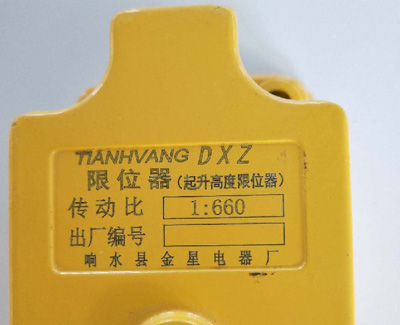 TIANHVANG DXZ
限位器(起升高度限位器)
传动比 1:660
出厂编号
响水县金星电器厂